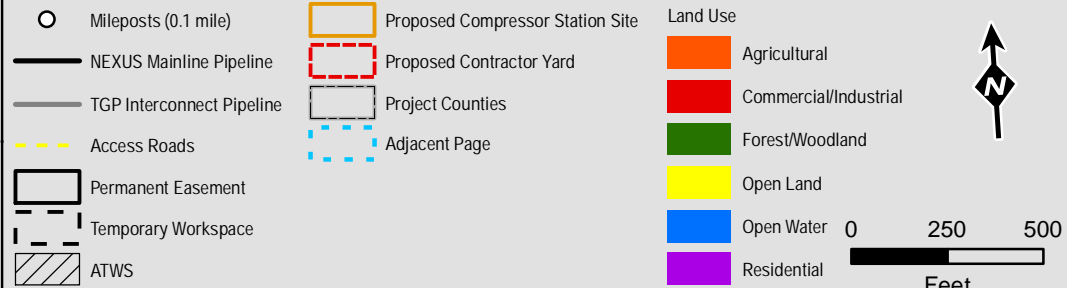 Mileposts (0.1 mile)
NEXUS Mainline Pipeline
TGP Interconnect Pipeline
Access Roads
Permanent Easement
Temporary Workspace
ATWS
Proposed Compressor Station Site
Proposed Contractor Yard
Project Counties
Adjacent Page
Land Use
Agricultural
Commercial/Industrial
Forest/Woodland
Open Land
Open Water
Residential
N
0 250 500
Feet